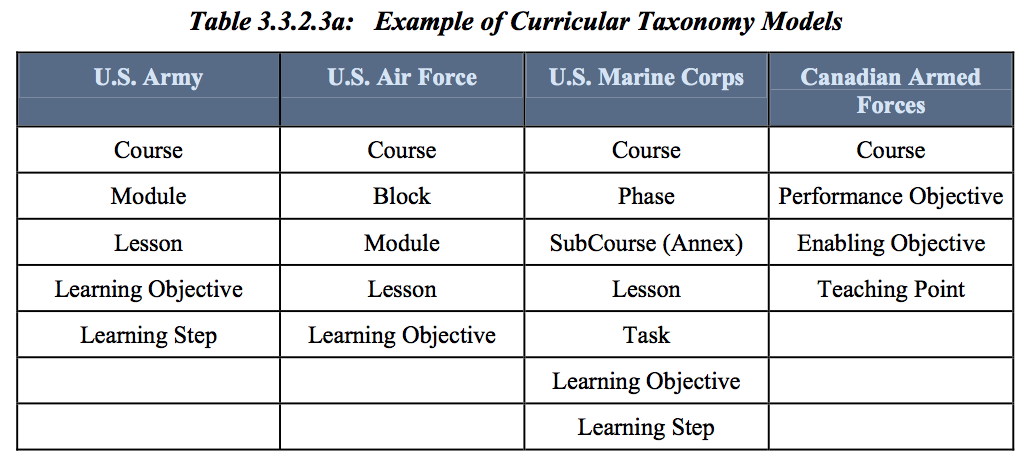 Table 3.3.2.3a: Example of Curricular Taxonomy Models
U.S. Army U.S. Air Force U.S. Marine Corps Canadian Armed Forces
Course Course Course Course
Module Block Phase Performance Objective
Lesson Module SubCourse (Annex) Enabling Objective
Learning Objective Lesson Lesson Teaching Point
Learning Step Learning Objective Task
Learning Objective
Learning Step